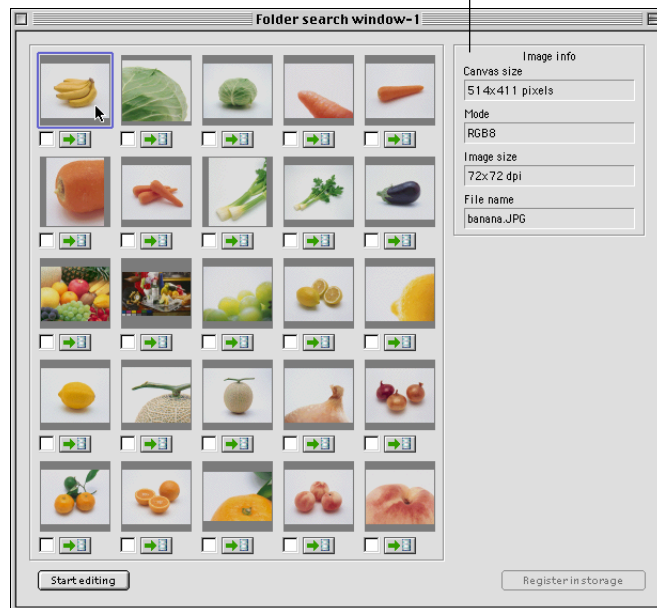 Folder search window-1
Image info
Canvas size
514x411 pixels
Mode
RGB8
Image size
72x72 dpi
File name
banana.JPG
Start editing
Register in storage